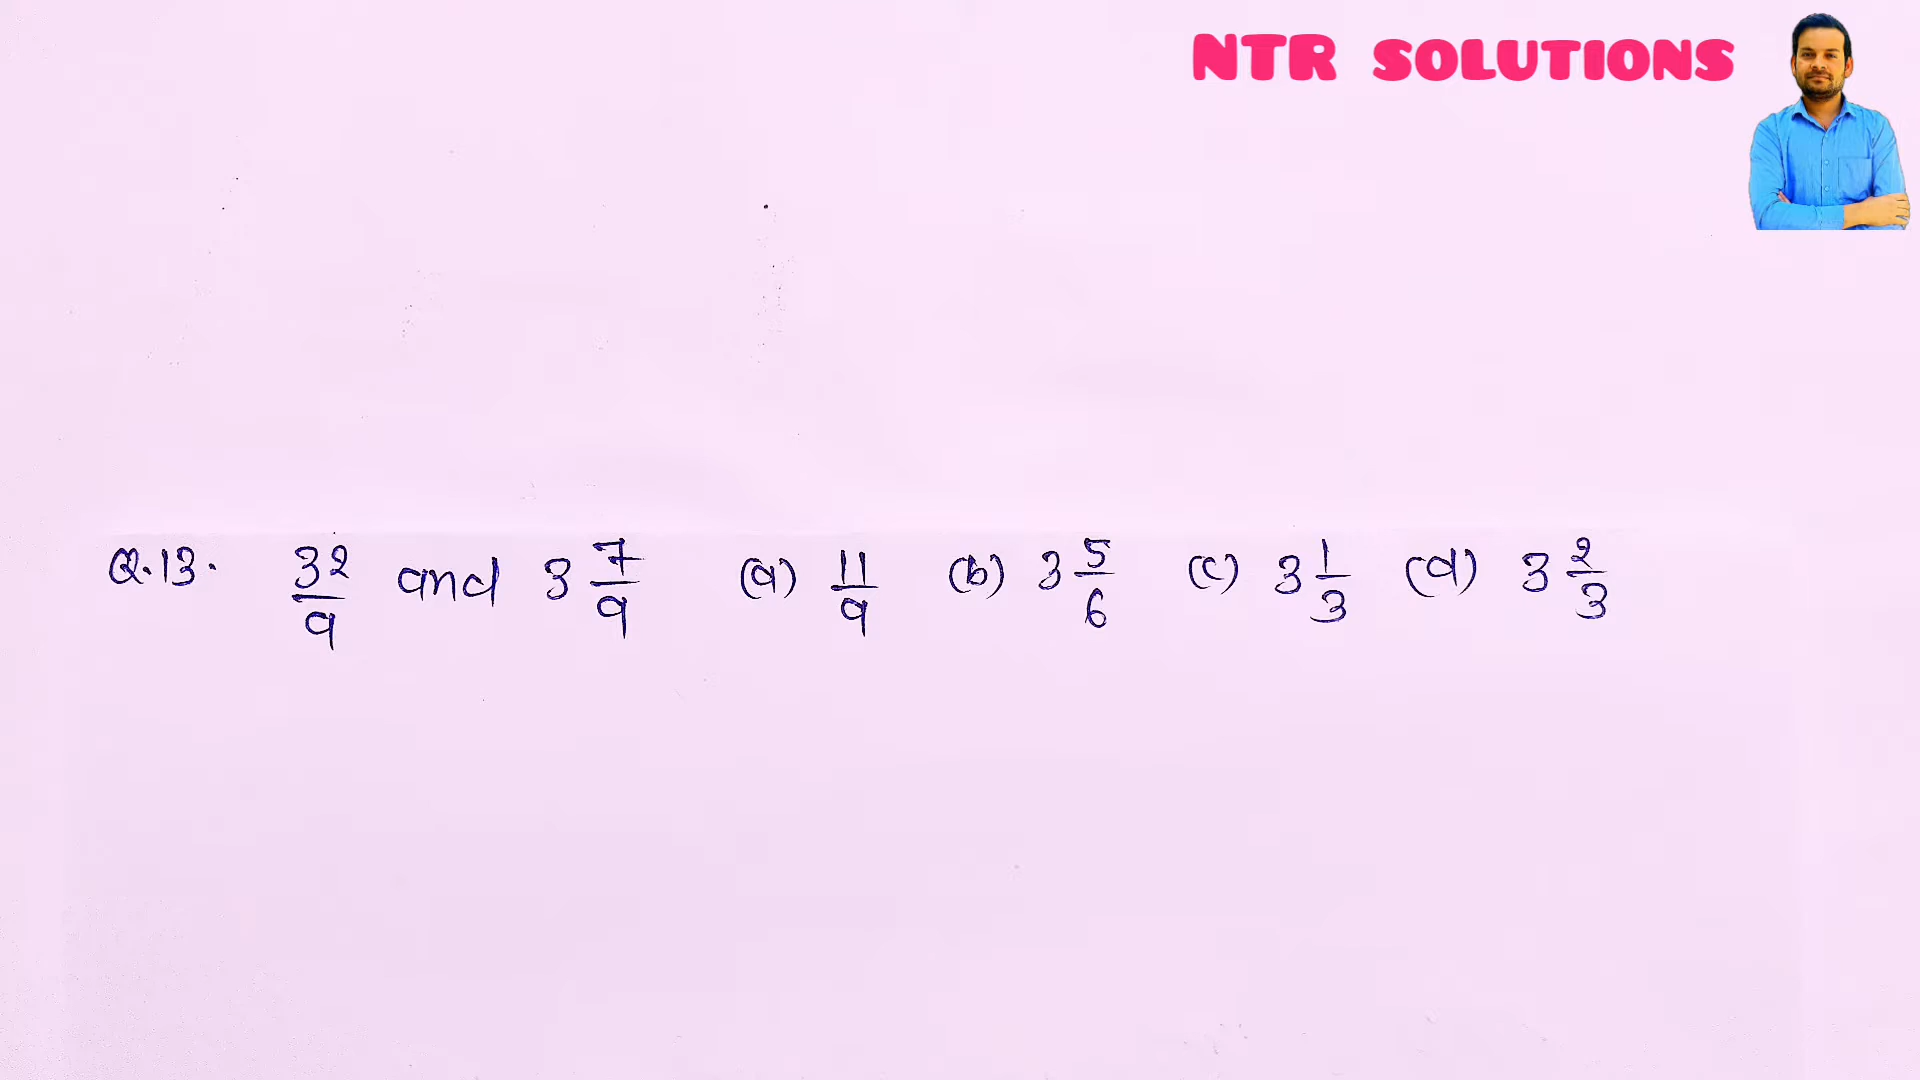 NTR SOLUTIONS
Q.13. 32/9 and 3 7/9 (a) 11/9 (b) 3 5/6 (c) 3 1/3 (d) 3 2/3